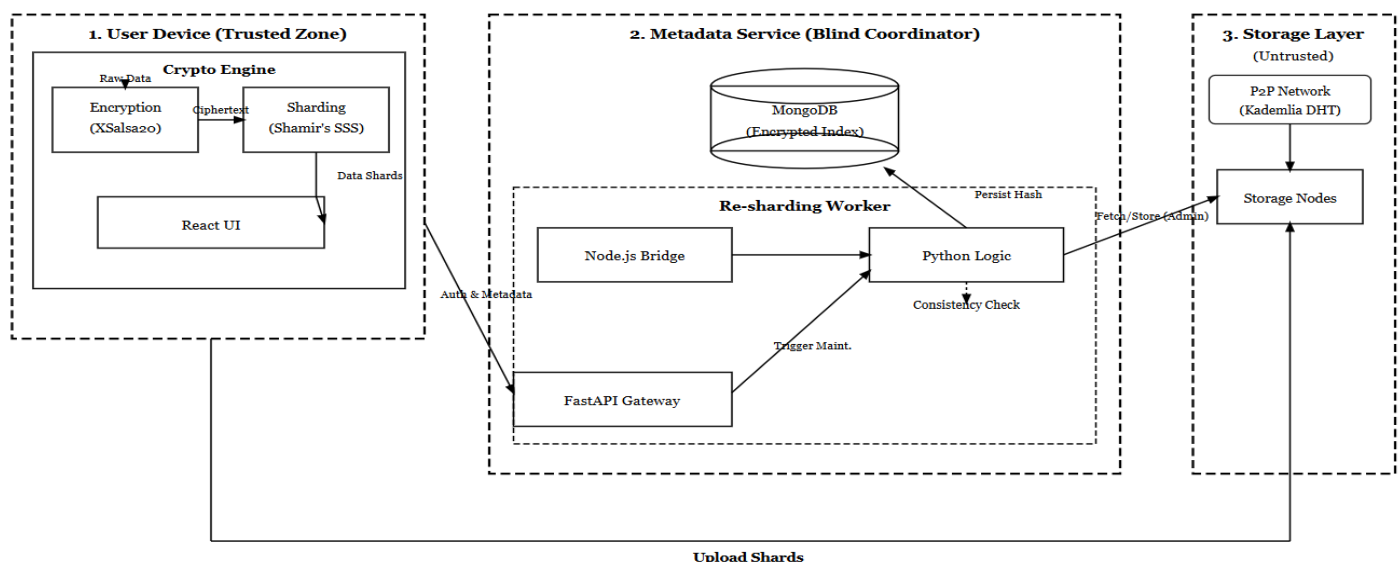 1. User Device (Trusted Zone)
Crypto Engine
Raw Data
Encryption
(XSalsa20)
Ciphertext
Sharding
(Shamir's SSS)
Data Shards
React UI
Auth & Metadata
2. Metadata Service (Blind Coordinator)
MongoDB
(Encrypted Index)
Persist Hash
Re-sharding Worker
Node.js Bridge
Python Logic
Consistency Check
Trigger Maint.
FastAPI Gateway
Fetch/Store (Admin)
3. Storage Layer
(Untrusted)
P2P Network
(Kademlia DHT)
Storage Nodes
Upload Shards